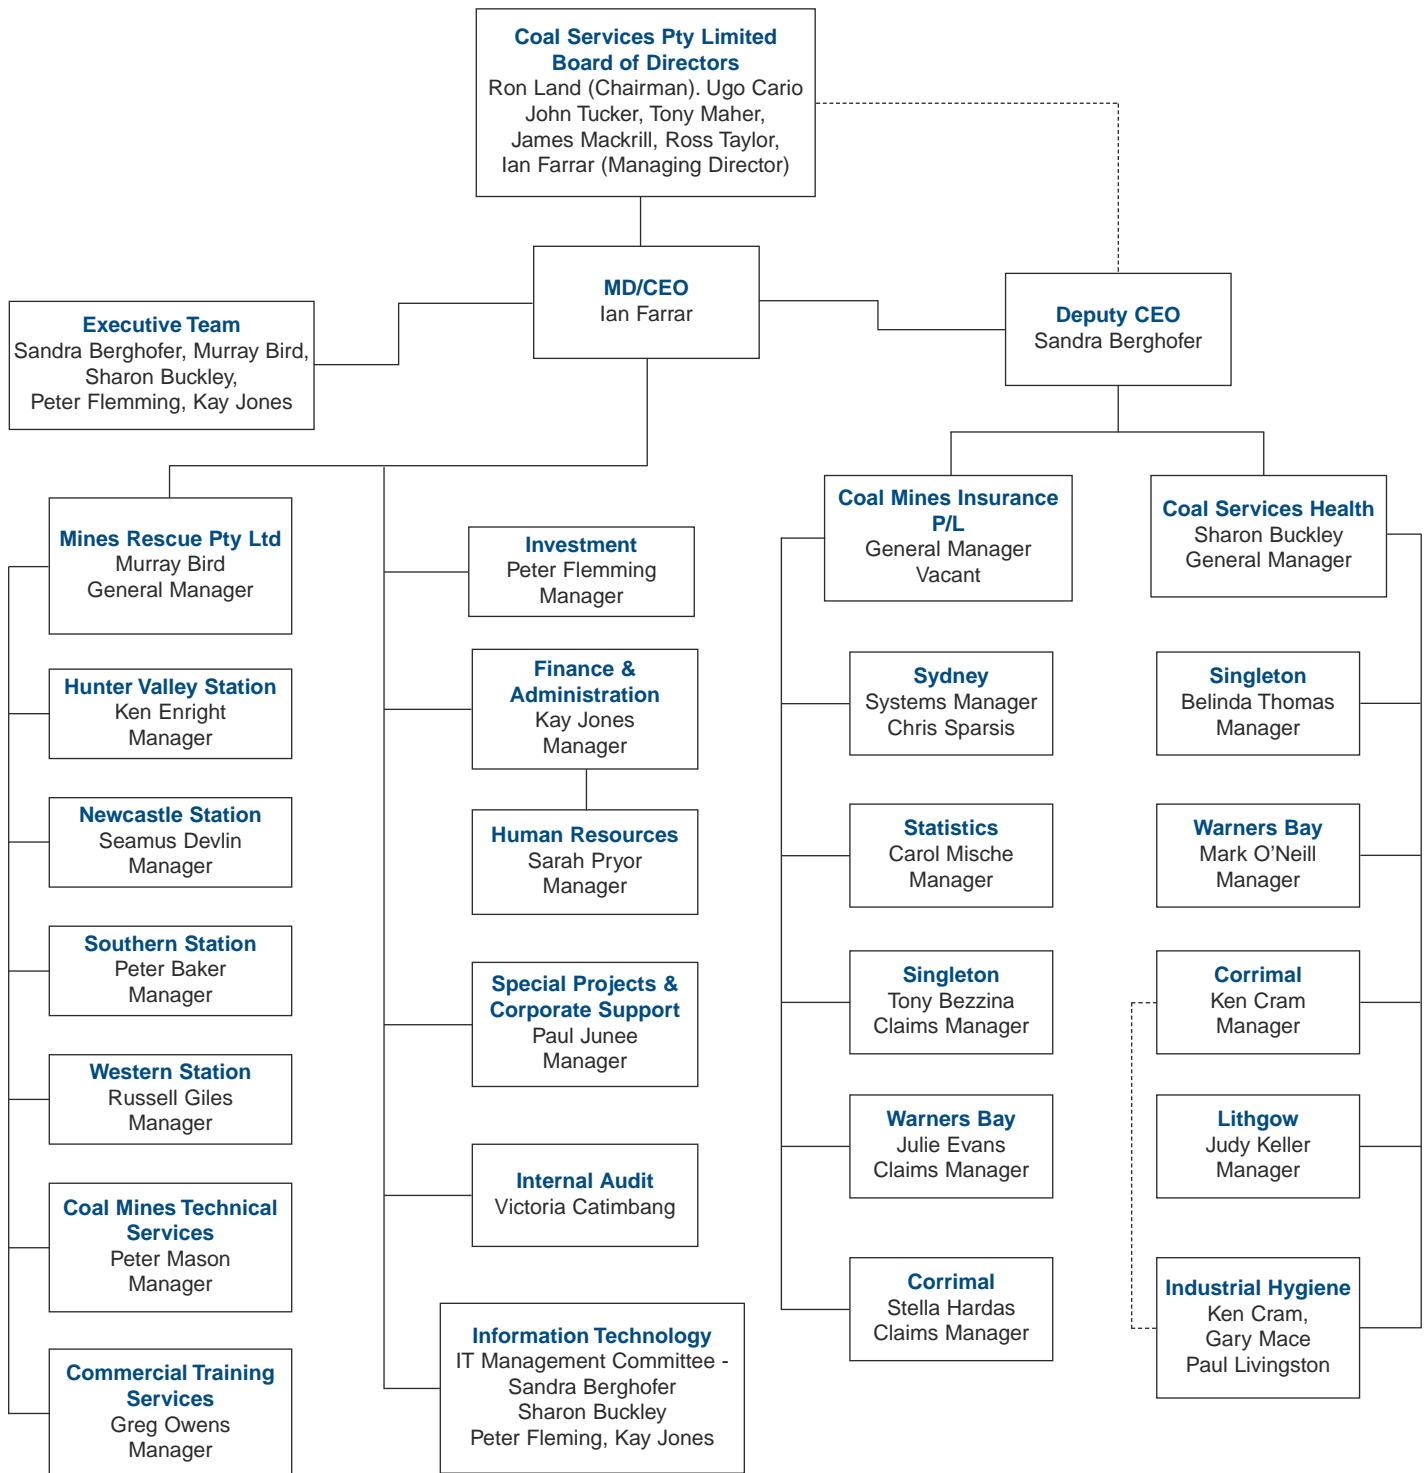 Coal Services Pty Limited
Board of Directors
Ron Land (Chairman). Ugo Cario
John Tucker, Tony Maher,
James Mackrill, Ross Taylor,
Ian Farrar (Managing Director)
MD/CEO
Ian Farrar
Deputy CEO
Sandra Berghofer
Executive Team
Sandra Berghofer, Murray Bird,
Sharon Buckley,
Peter Flemming, Kay Jones
Mines Rescue Pty Ltd
Murray Bird
General Manager
Hunter Valley Station
Ken Enright
Manager
Newcastle Station
Seamus Devlin
Manager
Southern Station
Peter Baker
Manager
Western Station
Russell Giles
Manager
Coal Mines Technical
Services
Peter Mason
Manager
Commercial Training
Services
Greg Owens
Manager
Investment
Peter Flemming
Manager
Finance &
Administration
Kay Jones
Manager
Human Resources
Sarah Pryor
Manager
Special Projects &
Corporate Support
Paul Junee
Manager
Internal Audit
Victoria Catimbang
Information Technology
IT Management Committee -
Sandra Berghofer
Sharon Buckley
Peter Fleming, Kay Jones
Coal Mines Insurance
P/L
General Manager
Vacant
Sydney
Systems Manager
Chris Sparsis
Statistics
Carol Mische
Manager
Singleton
Tony Bezzina
Claims Manager
Warners Bay
Julie Evans
Claims Manager
Corrimal
Stella Hardas
Claims Manager
Coal Services Health
Sharon Buckley
General Manager
Singleton
Belinda Thomas
Manager
Warners Bay
Mark O'Neill
Manager
Corrimal
Ken Cram
Manager
Lithgow
Judy Keller
Manager
Industrial Hygiene
Ken Cram,
Gary Mace
Paul Livingston